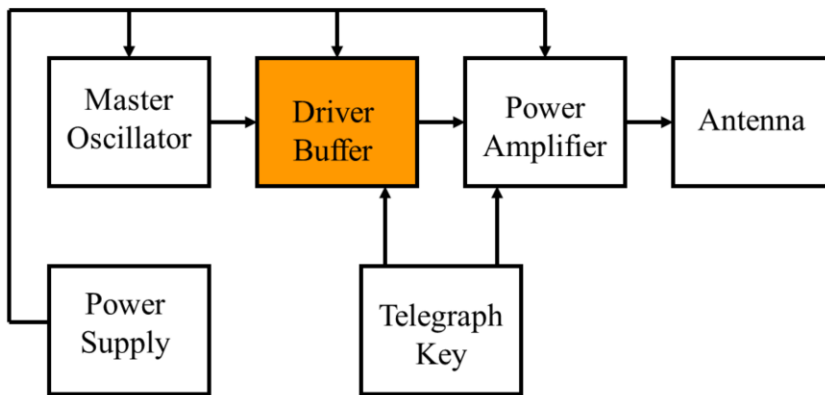 Master
Oscillator
Driver
Buffer
Power
Amplifier
Antenna
Power
Supply
Telegraph
Key